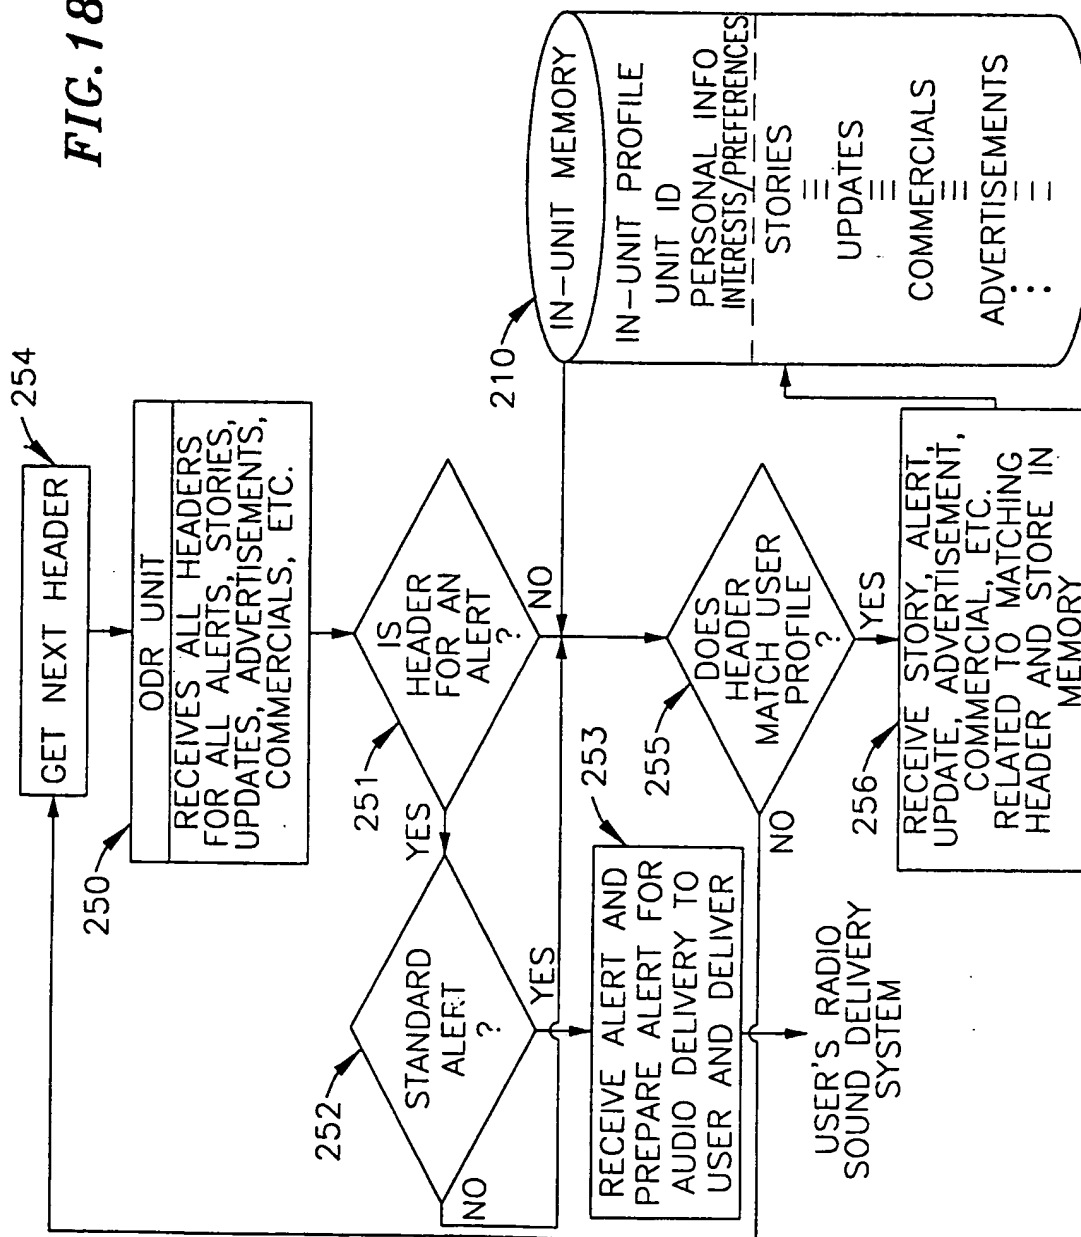 FIG.18
254
GET NEXT HEADER
250
ODR UNIT
RECEIVES ALL HEADERS
FOR ALL ALERTS, STORIES,
UPDATES, ADVERTISEMENTS,
COMMERCIALS, ETC.
251
IS
HEADER
FOR AN
ALERT
?
YES
NO
252
STANDARD
ALERT
?
YES
NO
253
RECEIVE ALERT AND
PREPARE ALERT FOR
AUDIO DELIVERY TO
USER AND DELIVER
USER'S RADIO
SOUND DELIVERY
SYSTEM
255
DOES
HEADER
MATCH USER
PROFILE
?
NO
YES
256
RECEIVE STORY, ALERT,
UPDATE, ADVERTISEMENT,
COMMERCIAL, ETC.
RELATED TO MATCHING
HEADER AND STORE IN
MEMORY
210
IN-UNIT MEMORY
IN-UNIT PROFILE
UNIT ID
PERSONAL INFO
INTERESTS/PREFERENCES
STORIES
UPDATES
COMMERCIALS
ADVERTISEMENTS